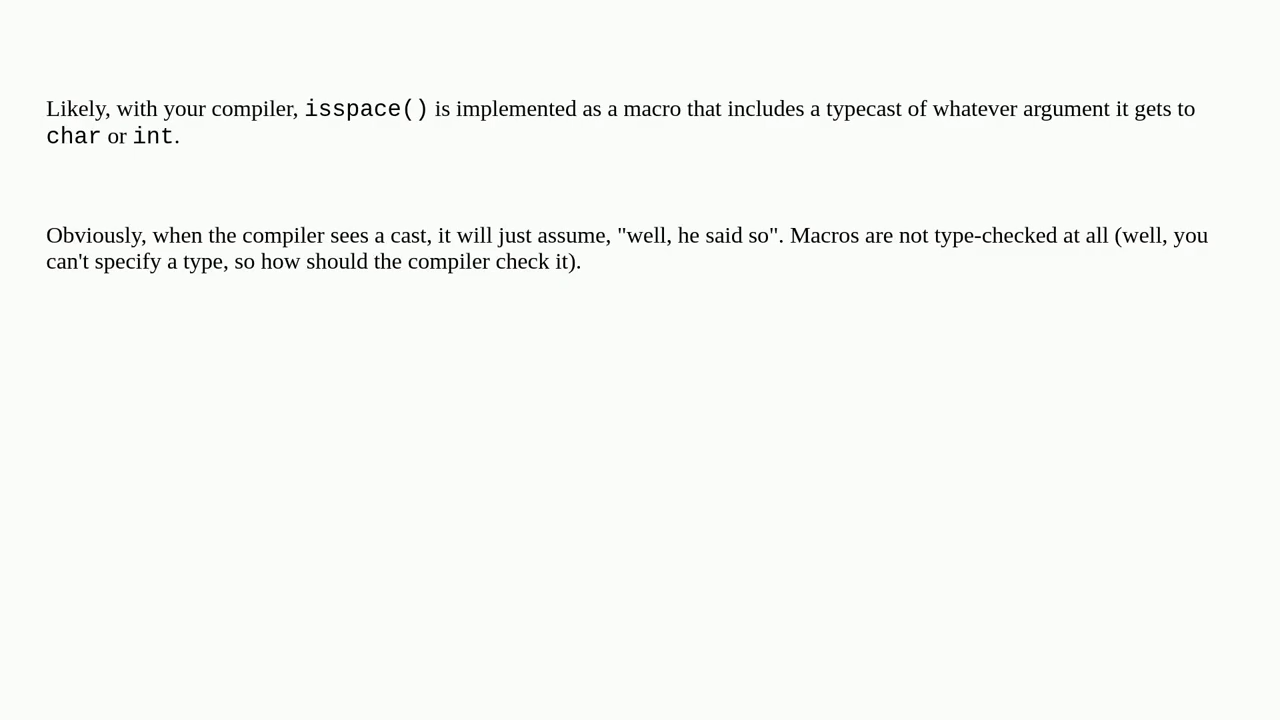 Likely, with your compiler, isspace() is implemented as a macro that includes a typecast of whatever argument it gets to
char or int.
Obviously, when the compiler sees a cast, it will just assume, "well, he said so". Macros are not type-checked at all (well, you
can't specify a type, so how should the compiler check it).